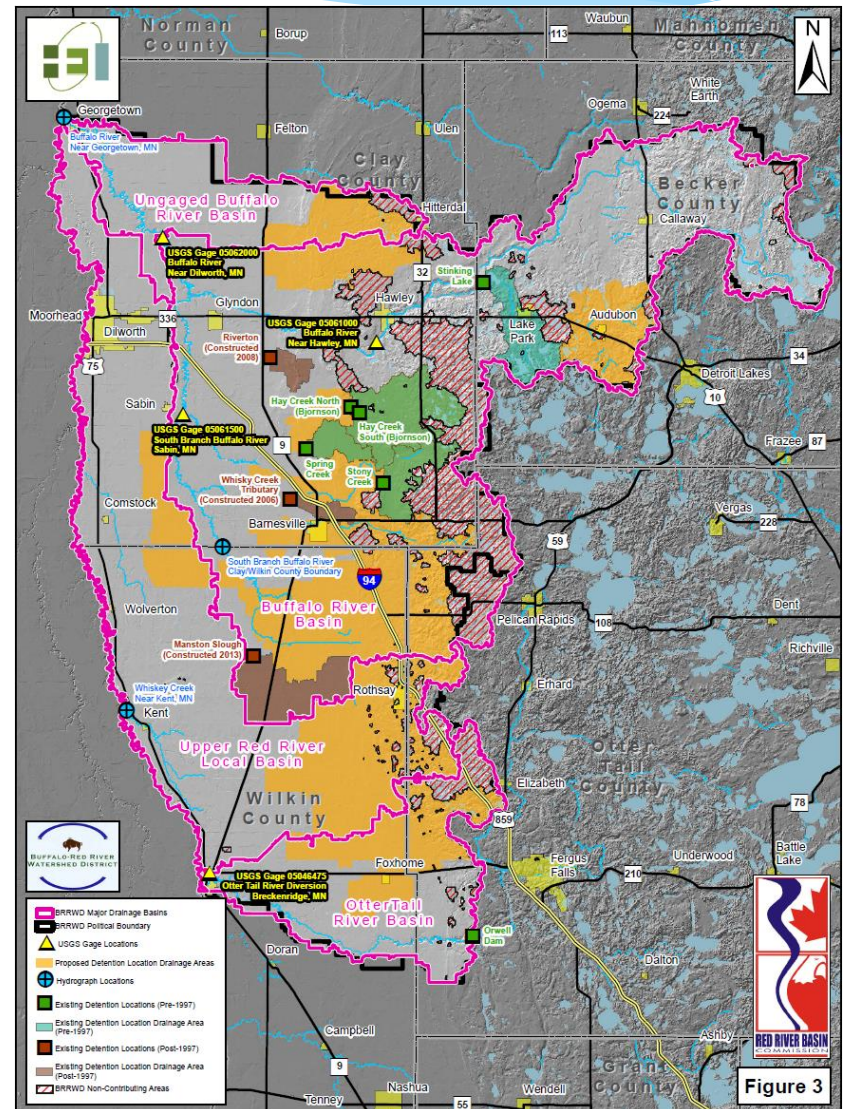 Norman
County
Borup
Waubun
Mahnomen
County
113
N
Georgetown
Buffalo River
Near Georgetown, MN
Felton
Ulen
Ogema
White
Earth
224
Clay
County
Becker
County
Ungaged Buffalo
River Basin
Hitterdal
Callaway
USGS Gage 05062000
Buffalo River
Near Dilworth, MN
32
Stinking
Lake
Hawley
Moorhead
Glyndon
336
Dilworth
USGS Gage 05061000
Buffalo River
Near Hawley, MN
Lake
Park
Audubon
Riverton
(Constructed
2008)
34
75
Detroit Lakes
10
Sabin
Hay Creek North
(Bjornson)
Hay Creek
South (Bjornson)
USGS Gage 05061500
South Branch Buffalo River
Sabin, MN
9
Spring
Creek
Stony
Creek
Frazee
87
Whisky Creek
Tributary
(Constructed 2006)
Comstock
Barnesville
Vergas
228
59
South Branch Buffalo River
Clay/Wilkin County Boundary
94
Wolverton
Buffalo River
Basin
Pelican Rapids
108
Dent
Richville
Manston Slough
(Constructed 2013)
Rothsay
Erhard
Whiskey Creek
Near Kent, MN
Kent
Upper Red River
Local Basin
Otter
Tail
County
Wilkin
County
Elizabeth
78
859
BUFFALO-RED RIVER
WATERSHED DISTRICT
USGS Gage 05046475
Otter Tail River Diversion
Breckenridge, MN
Foxhome
Fergus
Falls
Underwood
210
Battle
Lake
OtterTail
River Basin
Orwell
Dam
Doran
Dalton
BRRWD Major Drainage Basins
BRRWD Political Boundary
USGS Gage Locations
Proposed Detention Location Drainage Areas
Hydrograph Locations
Existing Detention Locations (Pre-1997)
Existing Detention Location Drainage Area
(Pre-1997)
Existing Detention Locations (Post-1997)
Existing Detention Location Drainage Area
(Post-1997)
BRRWD Non-Contributing Areas
Campbell
9
Tenney
Nashua
55
Wendell
Grant
County
Ashby
RED RIVER BASIN
COMMISSION
Figure 3